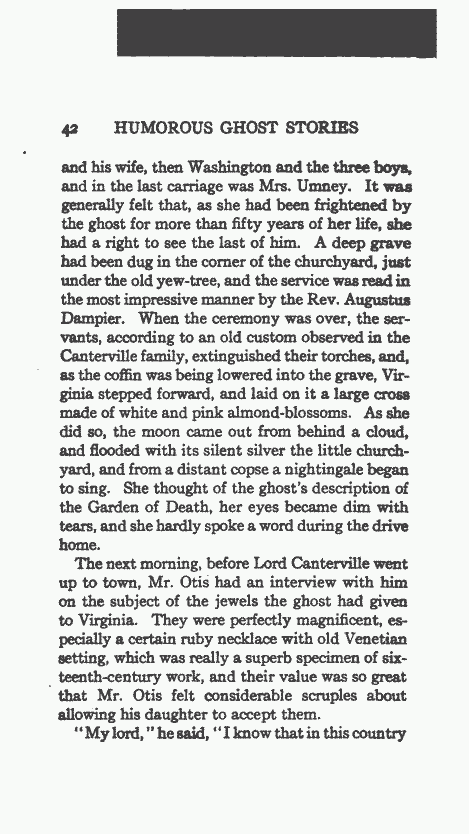 42 HUMOROUS GHOST STORIES
and his wife, then Washington and the three boys,
and in the last carriage was Mrs. Umney. It was
generally felt that, as she had been frightened by
the ghost for more than fifty years of her life, she
had a right to see the last of him. A deep grave
had been dug in the corner of the churchyard, just
under the old yew-tree, and the service was read in
the most impressive manner by the Rev. Augustus
Dampier. When the ceremony was over, the ser-
vants, according to an old custom observed in the
Canterville family, extinguished their torches, and,
as the coffin was being lowered into the grave, Vir-
ginia stepped forward, and laid on it a large cross
made of white and pink almond-blossoms. As she
did so, the moon came out from behind a cloud,
and flooded with its silent silver the little church-
yard, and from a distant copse a nightingale began
to sing. She thought of the ghost's description of
the Garden of Death, her eyes became dim with
tears, and she hardly spoke a word during the drive
home.
The next morning, before Lord Canterville went
up to town, Mr. Otis had an interview with him
on the subject of the jewels the ghost had given
to Virginia. They were perfectly magnificent, es-
pecially a certain ruby necklace with old Venetian
setting, which was really a superb specimen of six-
teenth-century work, and their value was so great
that Mr. Otis felt considerable scruples about
allowing his daughter to accept them.
"My lord," he said, "I know that in this country